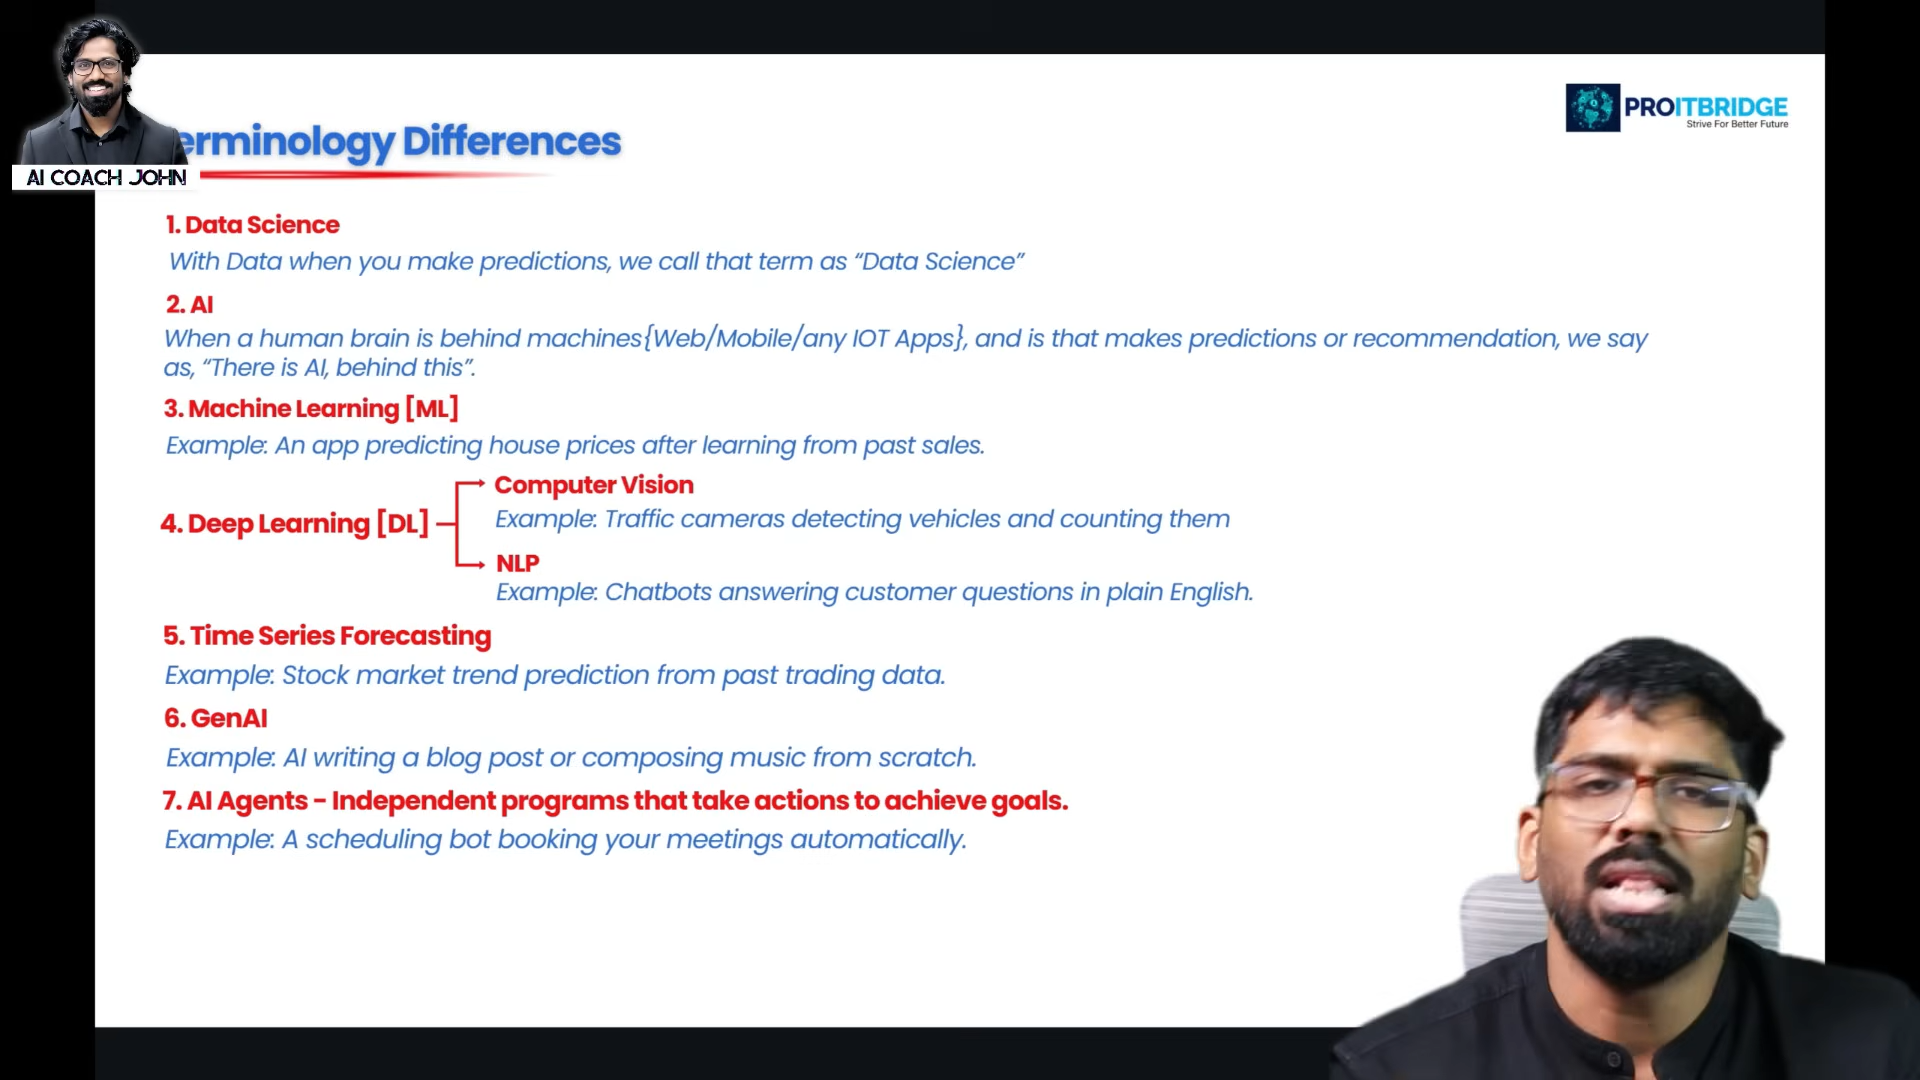 erminology Differences
AI COACH JOHN
PROITBRIDGE
Strive For Better Future
1. Data Science
With Data when you make predictions, we call that term as “Data Science”
2. AI
When a human brain is behind machines{Web/Mobile/any IOT Apps}, and is that makes predictions or recommendation, we say
as, “There is AI, behind this”.
3. Machine Learning [ML]
Example: An app predicting house prices after learning from past sales.
4. Deep Learning [DL]
Computer Vision
Example: Traffic cameras detecting vehicles and counting them
NLP
Example: Chatbots answering customer questions in plain English.
5. Time Series Forecasting
Example: Stock market trend prediction from past trading data.
6. GenAI
Example: AI writing a blog post or composing music from scratch.
7. AI Agents - Independent programs that take actions to achieve goals.
Example: A scheduling bot booking your meetings automatically.